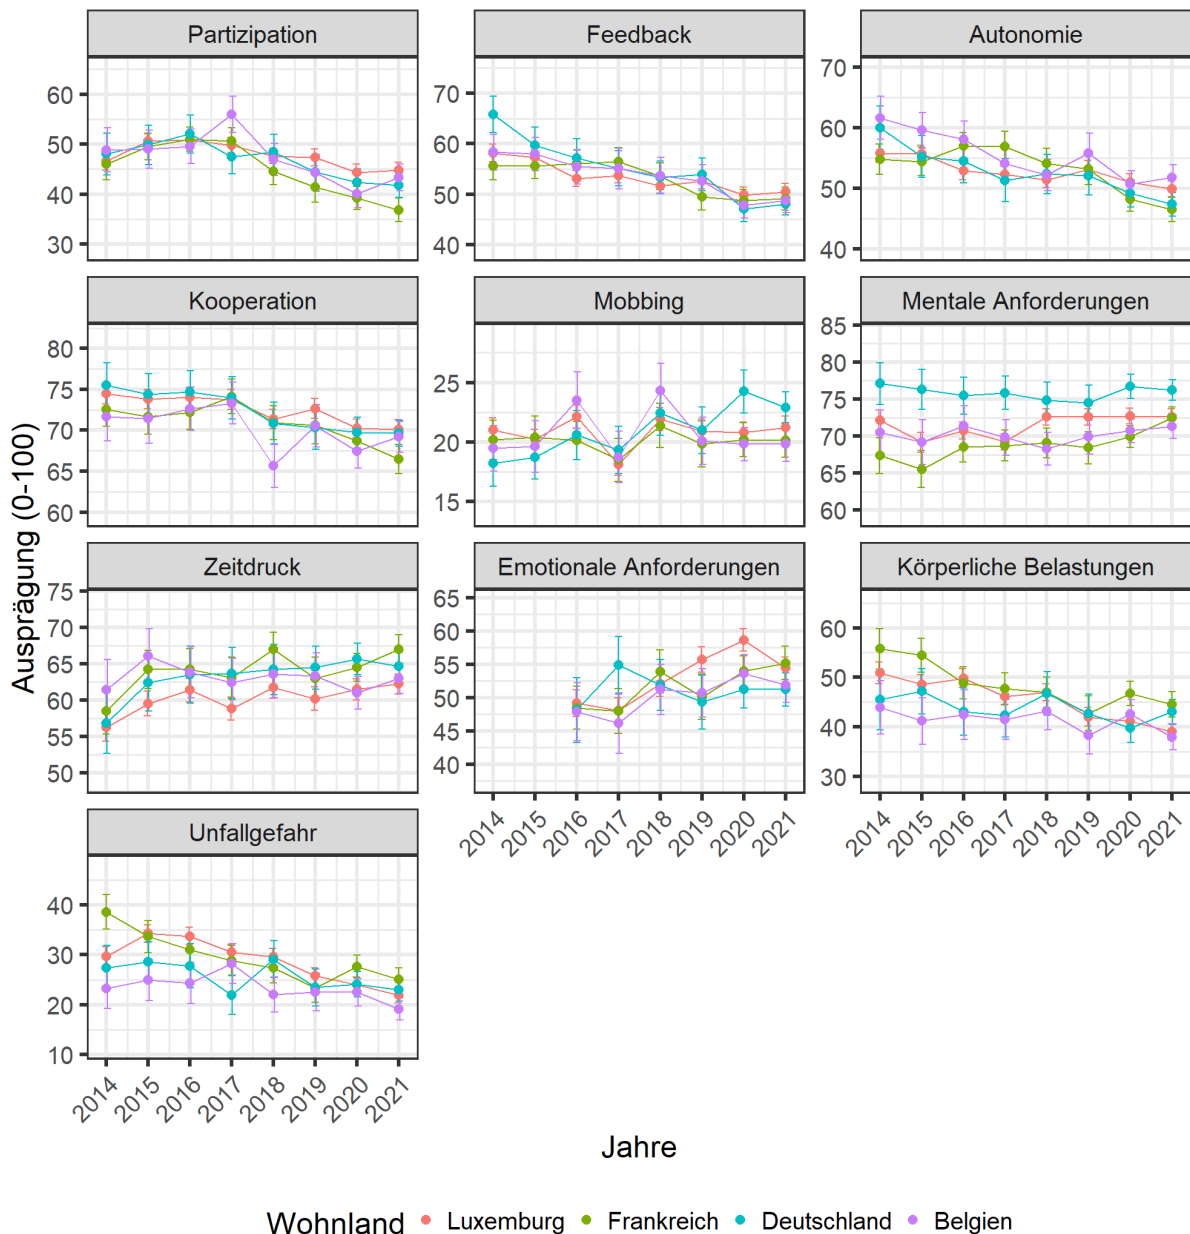 Partizipation
Feedback
Autonomie
60
50
40
30
70
60
50
40
70
60
50
40
Kooperation
Mobbing
Mentale Anforderungen
80
75
70
65
60
25
20
15
85
80
75
70
65
60
Ausprägung (0-100)
Zeitdruck
Emotionale Anforderungen
Körperliche Belastungen
75
70
65
60
55
50
65
60
55
50
45
40
60
50
40
30
2014 2015 2016 2017 2018 2019 2020 2021
2014 2015 2016 2017 2018 2019 2020 2021
Unfallgefahr
40
30
20
10
2014 2015 2016 2017 2018 2019 2020 2021
Jahre
Wohnland Luxemburg Frankreich Deutschland Belgien